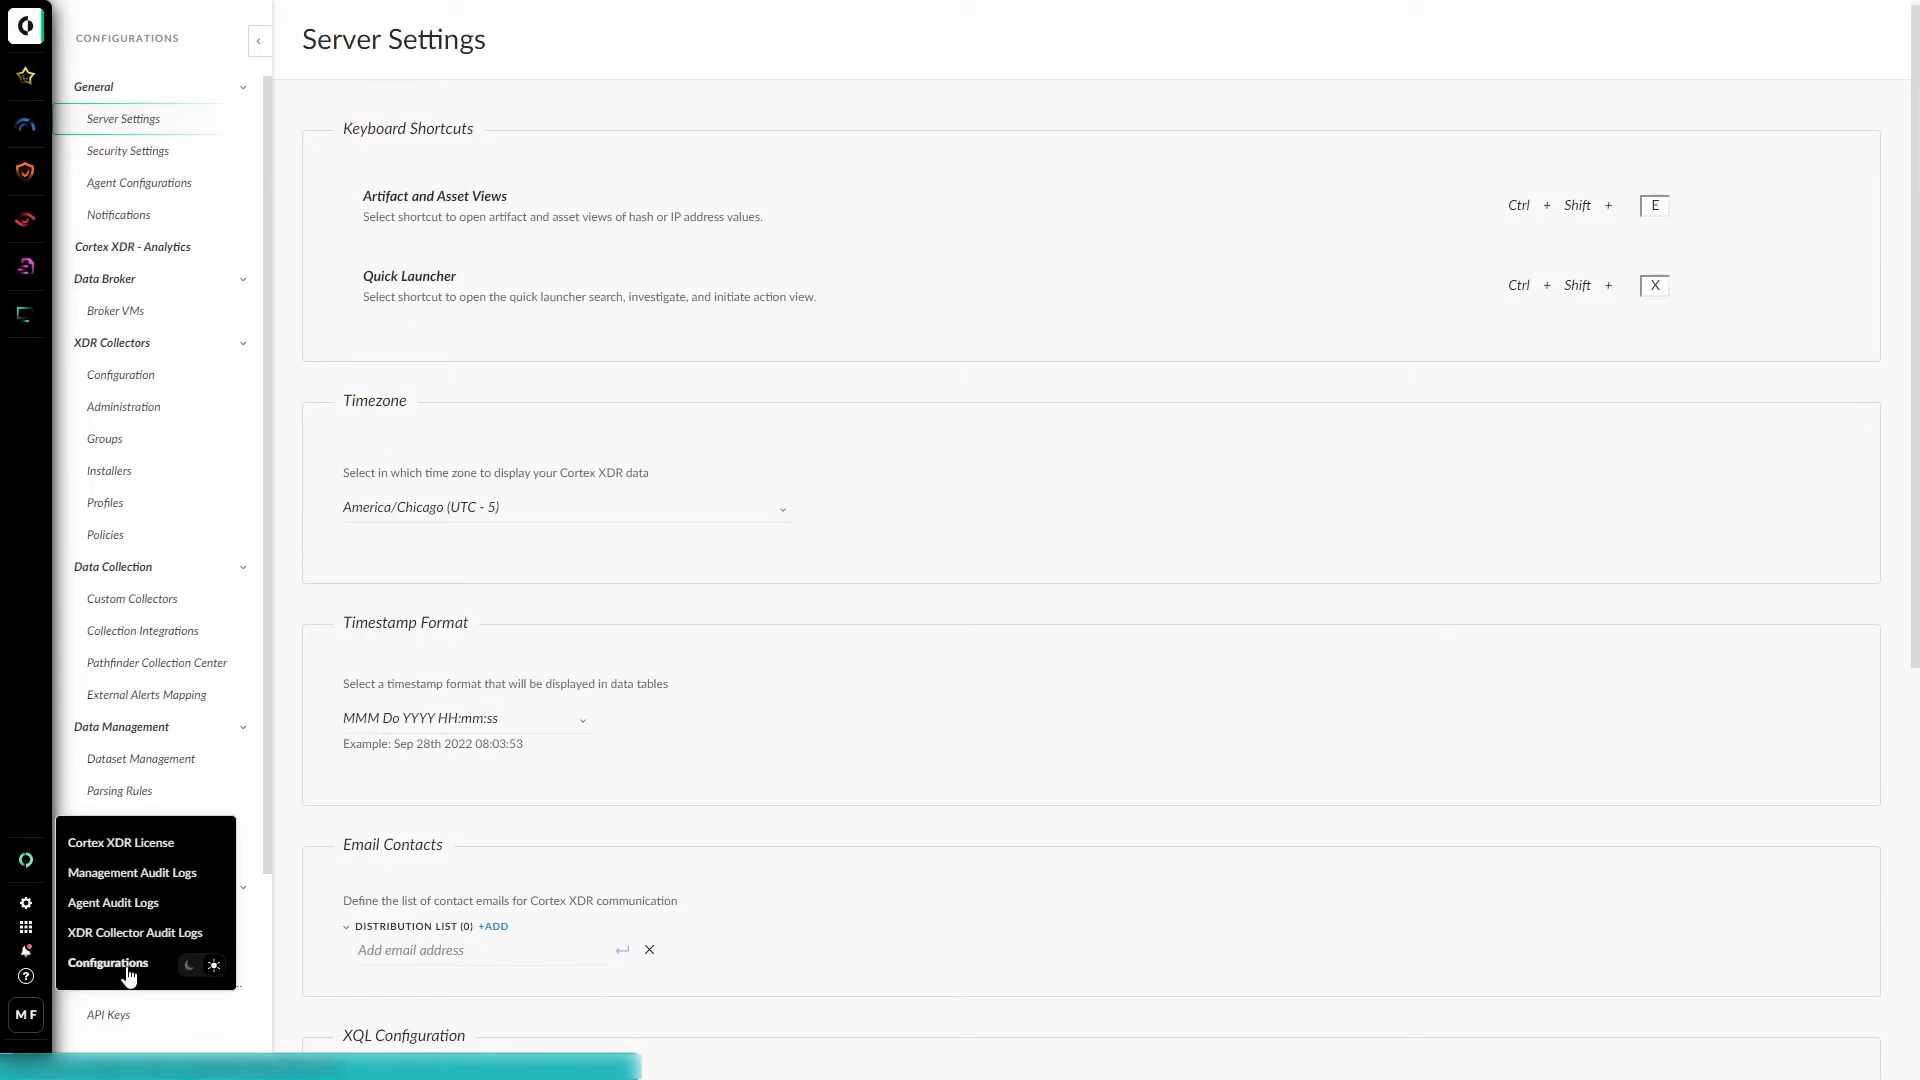 CONFIGURATIONS
General
Server Settings
Security Settings
Agent Configurations
Notifications
Cortex XDR - Analytics
Data Broker
Broker VMs
XDR Collectors
Configuration
Administration
Groups
Installers
Profiles
Policies
Data Collection
Custom Collectors
Collection Integrations
Pathfinder Collection Center
External Alerts Mapping
Data Management
Dataset Management
Parsing Rules
Cortex XDR License
Management Audit Logs
Agent Audit Logs
XDR Collector Audit Logs
Configurations
API Keys
M F
Server Settings
Keyboard Shortcuts
Artifact and Asset Views
Select shortcut to open artifact and asset views of hash or IP address values.
Ctrl + Shift + E
Quick Launcher
Select shortcut to open the quick launcher search, investigate, and initiate action view.
Ctrl + Shift + X
Timezone
Select in which time zone to display your Cortex XDR data
America/Chicago (UTC - 5)
Timestamp Format
Select a timestamp format that will be displayed in data tables
MMM Do YYYY HH:mm:ss
Example: Sep 28th 2022 08:03:53
Email Contacts
Define the list of contact emails for Cortex XDR communication
DISTRIBUTION LIST (0) +ADD
Add email address
XQL Configuration